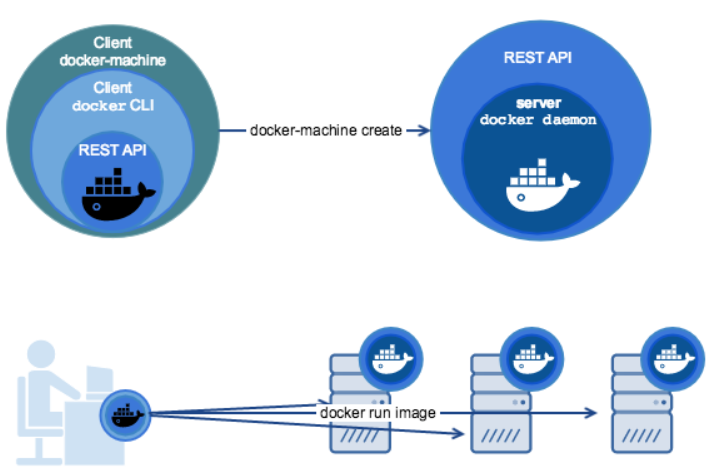 Client
docker-machine
Client
docker CLI
REST API
docker-machine create
REST API
server
docker daemon
docker run image